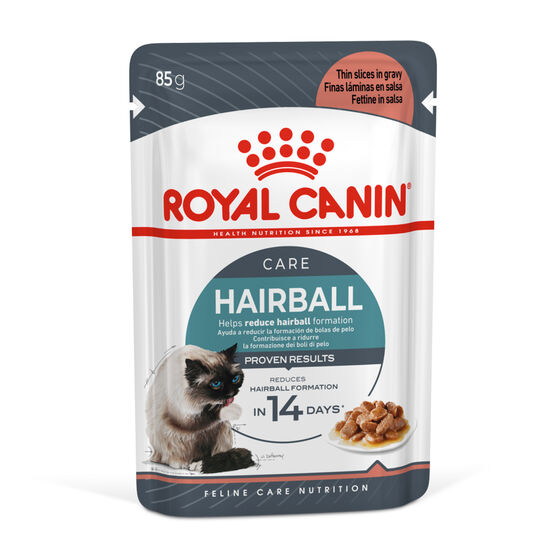 85g
Thin slices in gravy
Finas láminas en salsa
Fettine in salsa
ROYAL CANIN®
HEALTH NUTRITION SINCE 1968
CARE
HAIRBALL
Helps reduce hairball formation
Ayuda a reducir la formación de bolas de pelo
Contribuisce a ridurre
la formazione dei boli di pelo
PROVEN RESULTS
REDUCES
HAIRBALL FORMATION
IN 14 DAYS*
FELINE CARE NUTRITION